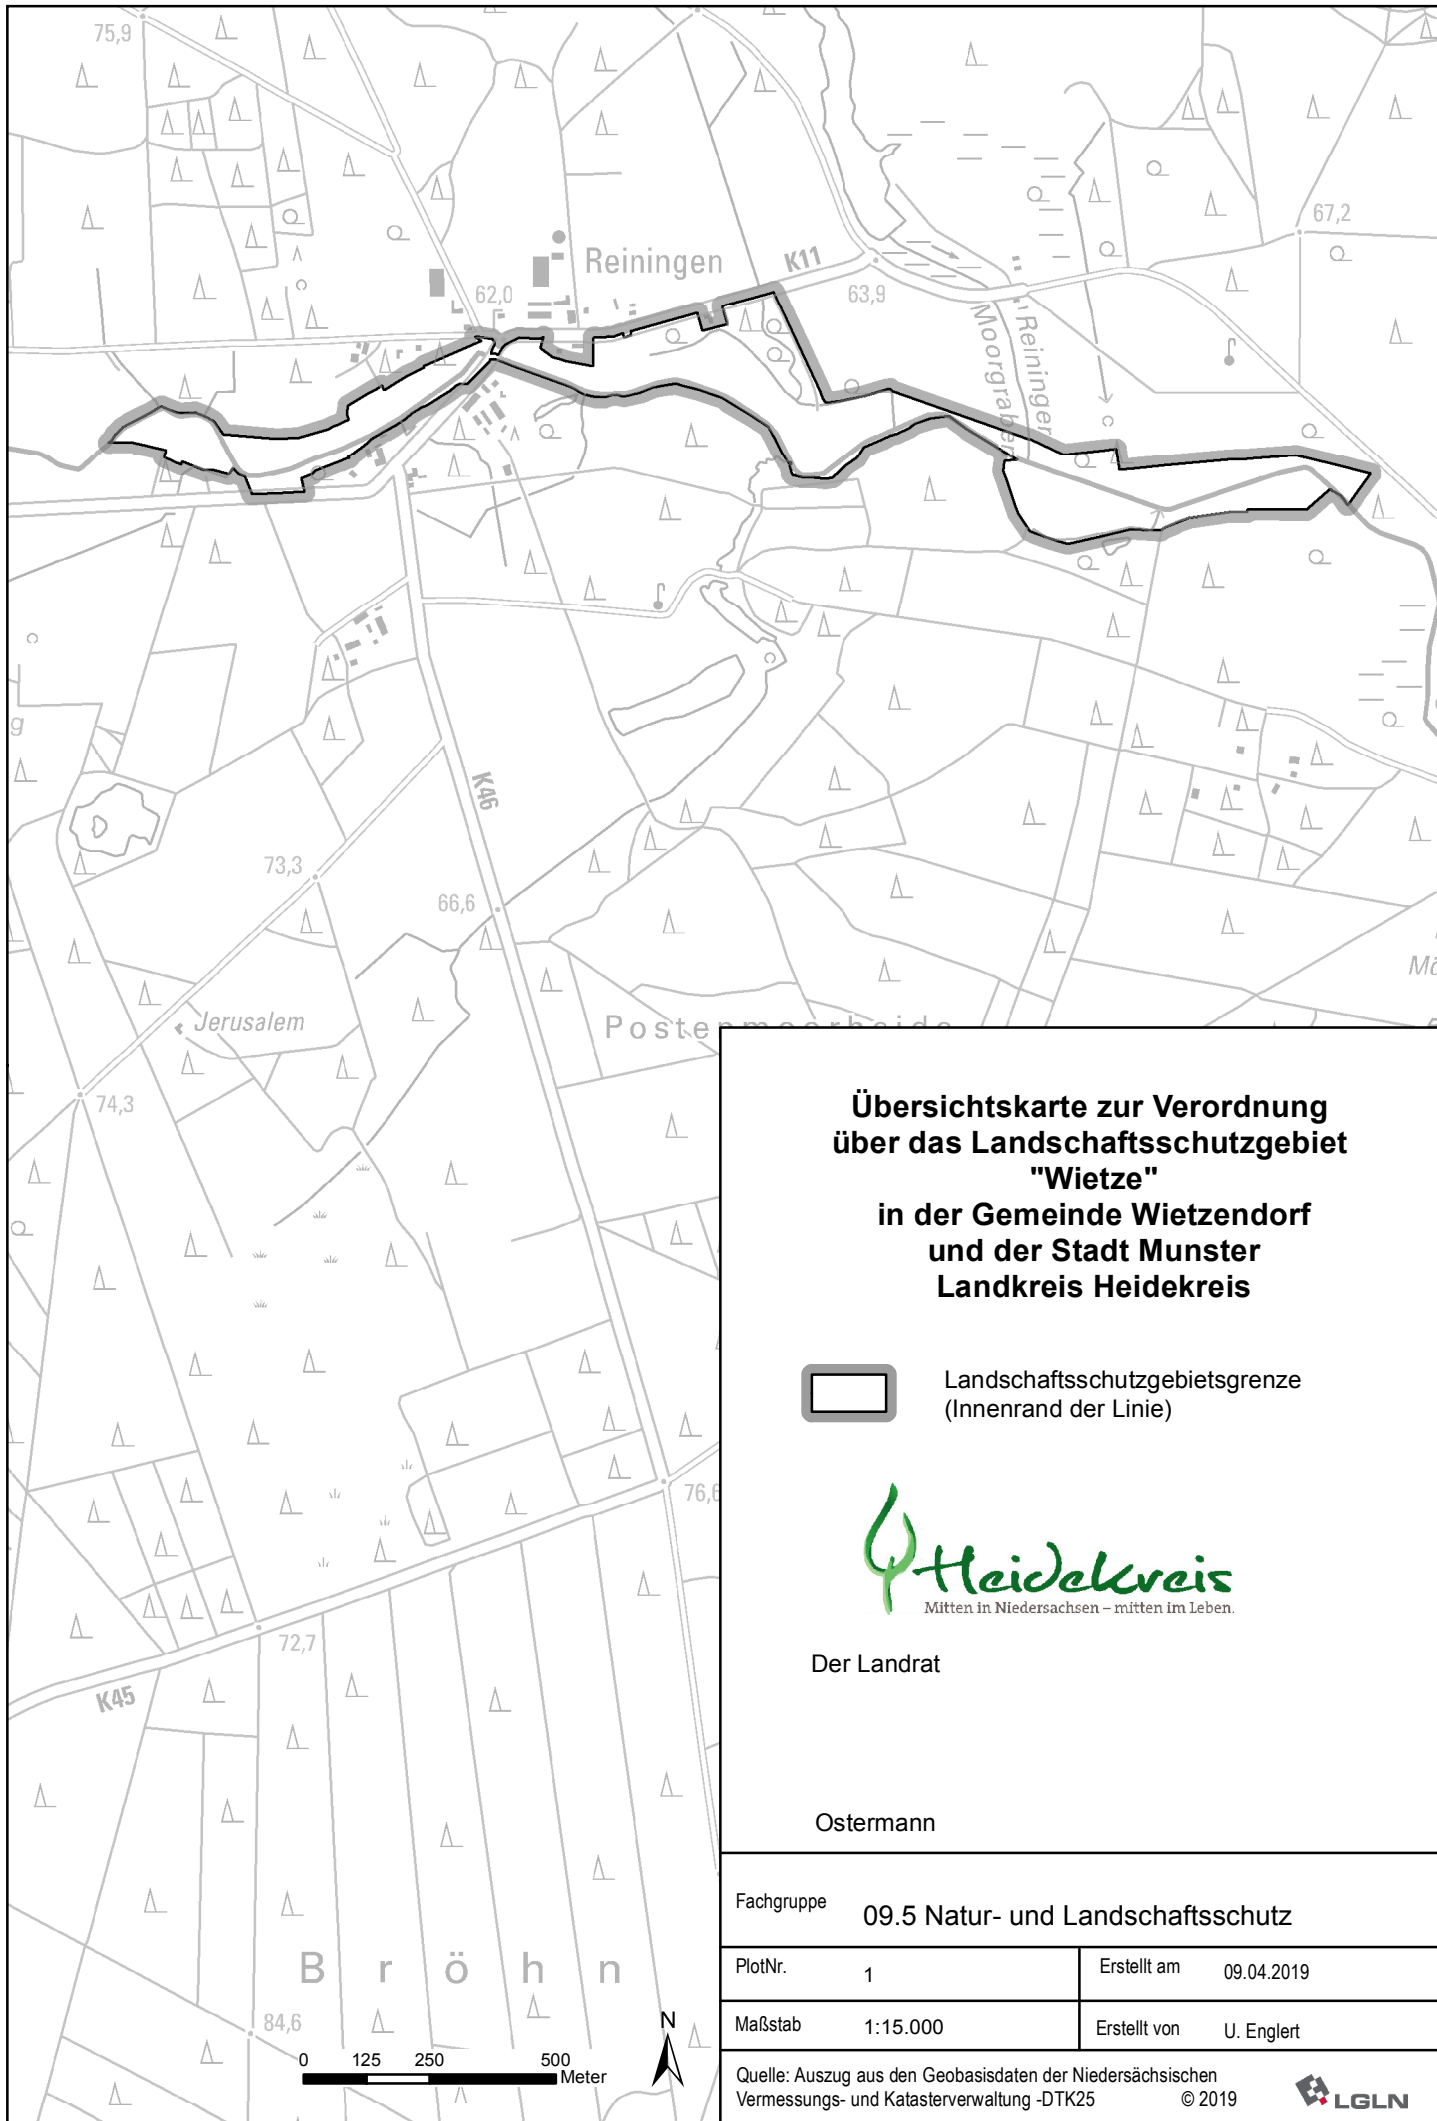 75,9
67,2
Reiningen
K11
62,0
63,9
Reininger
Moorgraben
g
K46
73,3
66,6
Jerusalem
74,3
76,6
72,7
K45
Bröhn
84,6
0 125 250 500
Meter
N
Übersichtskarte zur Verordnung
über das Landschaftsschutzgebiet
"Wietze"
in der Gemeinde Wietzendorf
und der Stadt Munster
Landkreis Heidekreis
Landschaftsschutzgebietsgrenze
(Innenrand der Linie)
Heidekreis
Mitten in Niedersachsen – mitten im Leben.
Der Landrat
Ostermann
Fachgruppe 09.5 Natur- und Landschaftsschutz
PlotNr. 1 Erstellt am 09.04.2019
Maßstab 1:15.000 Erstellt von U. Englert
Quelle: Auszug aus den Geobasisdaten der Niedersächsischen
Vermessungs- und Katasterverwaltung -DTK25 © 2019
LGLN